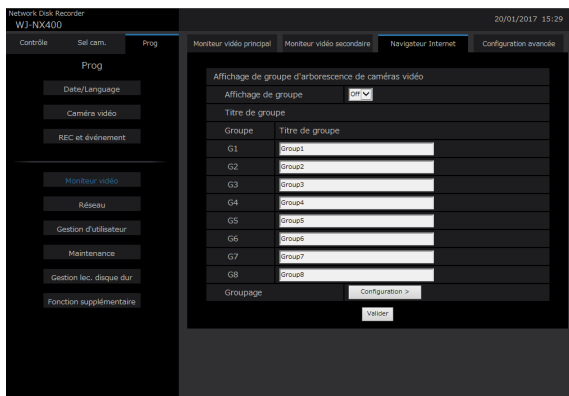 Network Disk Recorder
WJ-NX400
20/01/2017 15:29
Contrôle Sel cam. Prog
Moniteur vidéo principal Moniteur vidéo secondaire Navigateur Internet Configuration avancée
Prog
Date/Language
Caméra vidéo
REC et événement
Moniteur vidéo
Réseau
Gestion d'utilisateur
Maintenance
Gestion lec. disque dur
Fonction supplémentaire
Affichage de groupe d'arborescence de caméras vidéo
Affichage de groupe Off
Titre de groupe
Groupe Titre de groupe
G1 Group1
G2 Group2
G3 Group3
G4 Group4
G5 Group5
G6 Group6
G7 Group7
G8 Group8
Groupage Configuration >
Valider